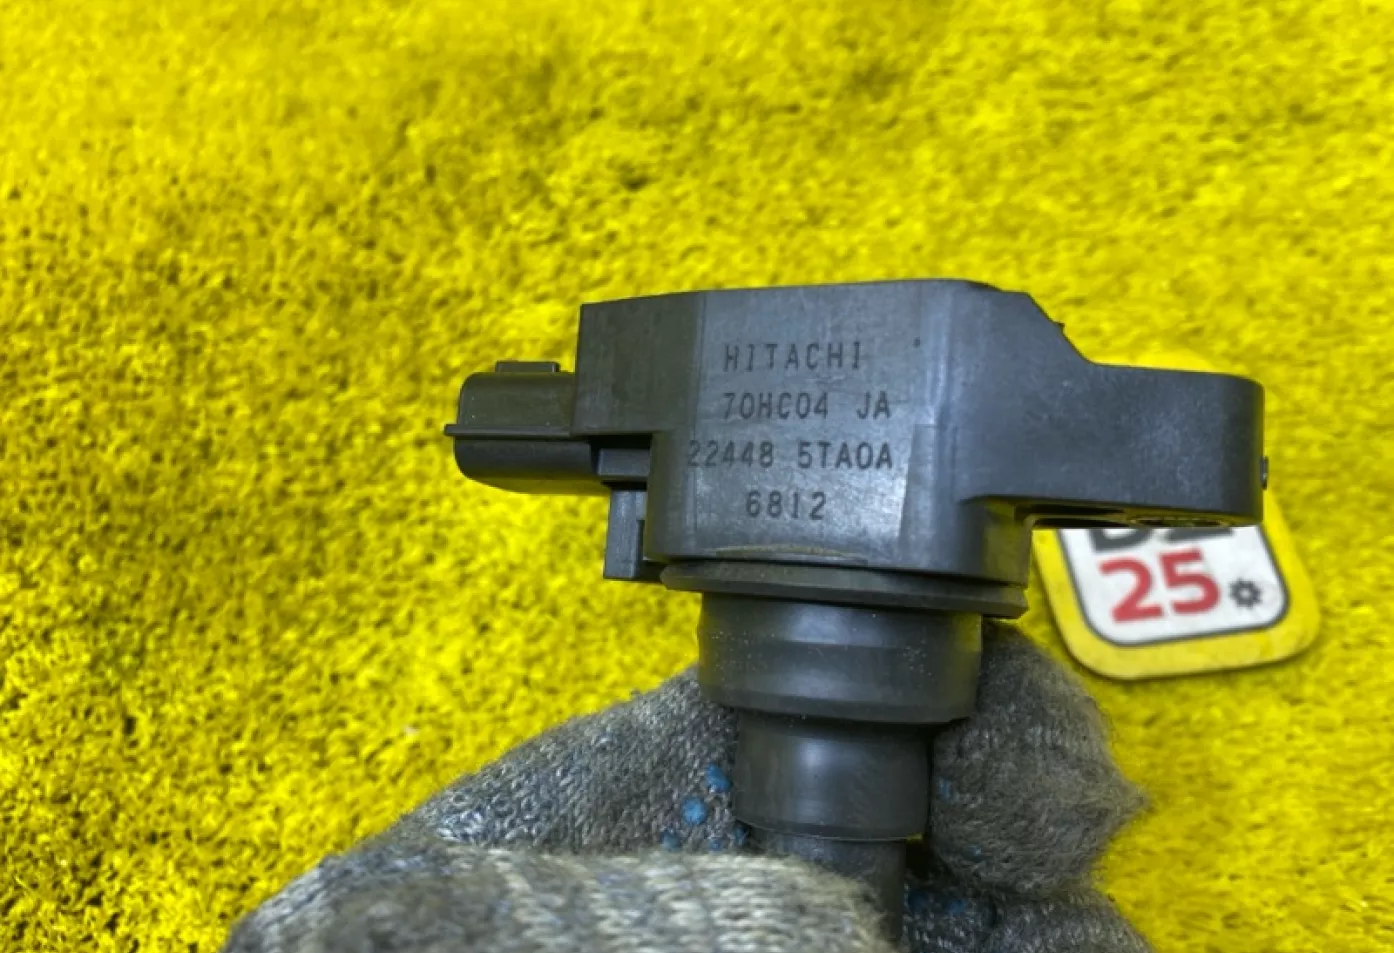 HITACHI
70HC04 JA
22448 5TA0A
6812
25.